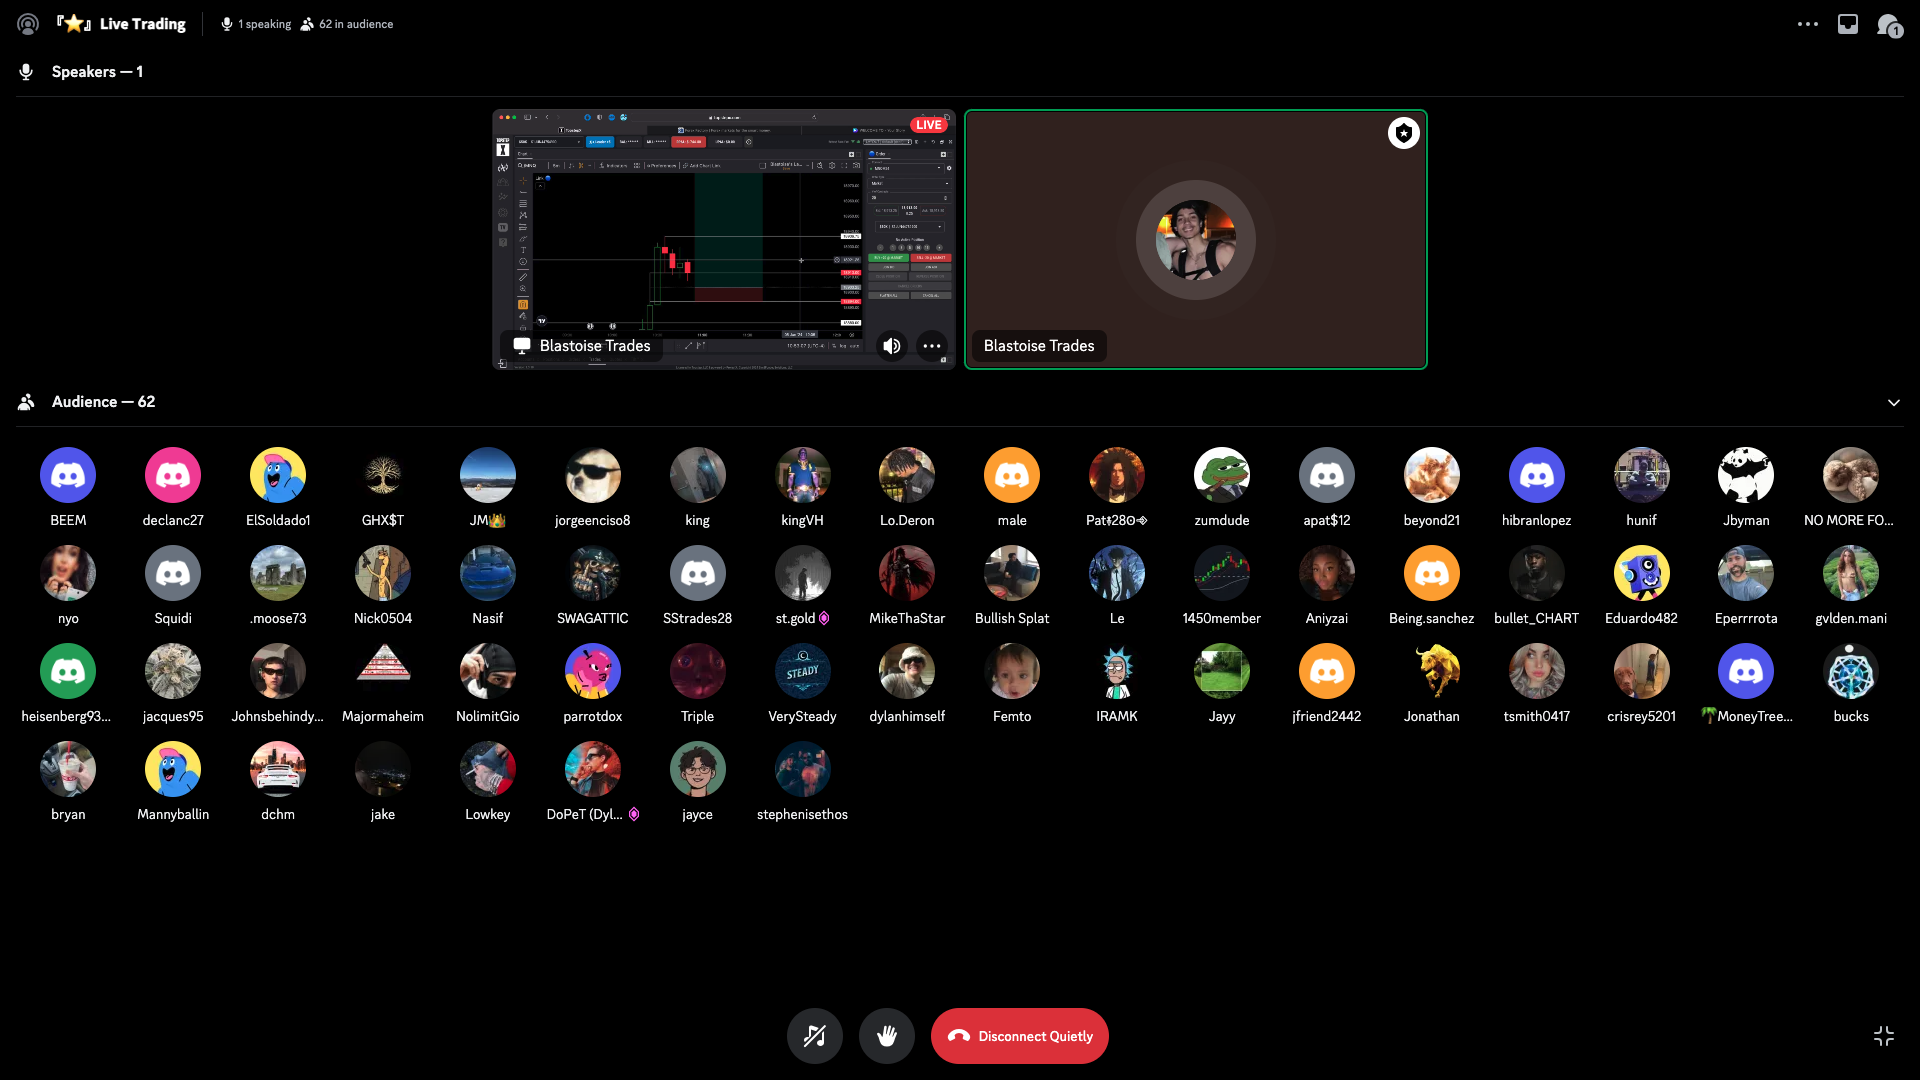 『⭐』 Live Trading
1 speaking
62 in audience
1
Speakers — 1
LIVE
Blastoise Trades
Blastoise Trades
Audience — 62
BEEM
declanc27
ElSoldado1
GHX$T
JM👑
jorgeenciso8
king
kingVH
Lo.Deron
male
zumdude
apat$12
beyond21
hibranlopez
hunif
Jbyman
NO MORE FO...
nyo
Squidi
.moose73
Nick0504
Nasif
SWAGATTIC
SStrades28
st.gold
MikeThaStar
Bullish Splat
Le
1450member
Aniyzai
Being.sanchez
bullet_CHART
Eduardo482
Eperrrrota
gvlden.mani
heisenberg93...
jacques95
Johnsbehindy...
Majormaheim
NolimitGio
parrotdox
Triple
STEADY
VerySteady
dylanhimself
Femto
IRAMK
Jayy
jfriend2442
Jonathan
tsmith0417
crisrey5201
🌴MoneyTree...
bucks
bryan
Mannyballin
dchm
jake
Lowkey
DoPeT (Dyl...
jayce
stephenisethos
Disconnect Quietly